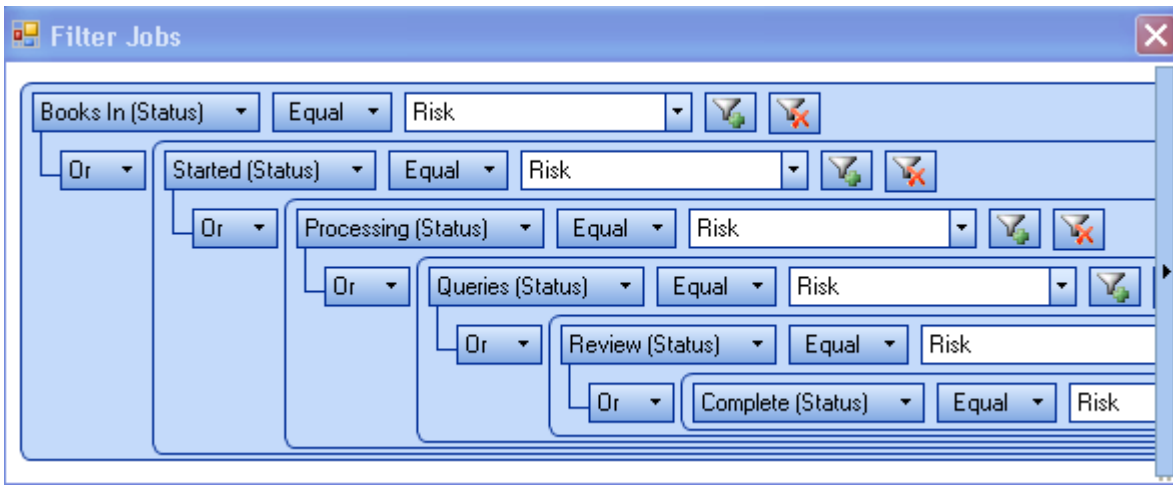 Filter Jobs
Books In (Status) Equal Risk
Or Started (Status) Equal Risk
Or Processing (Status) Equal Risk
Or Queries (Status) Equal Risk
Or Review (Status) Equal Risk
Or Complete (Status) Equal Risk